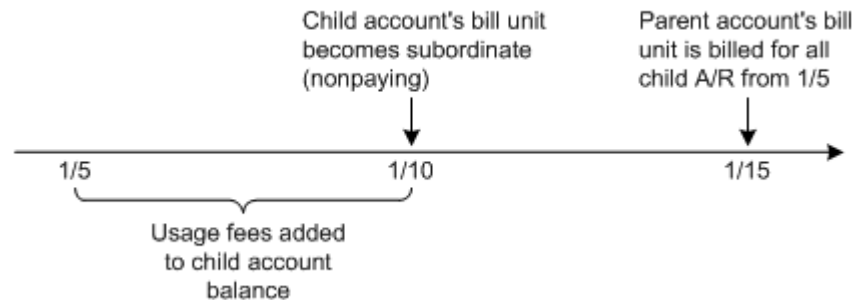 Child account's bill unit
becomes subordinate
(nonpaying)
Parent account's bill
unit is billed for all
child A/R from 1/5
1/5
1/10
1/15
Usage fees added
to child account
balance